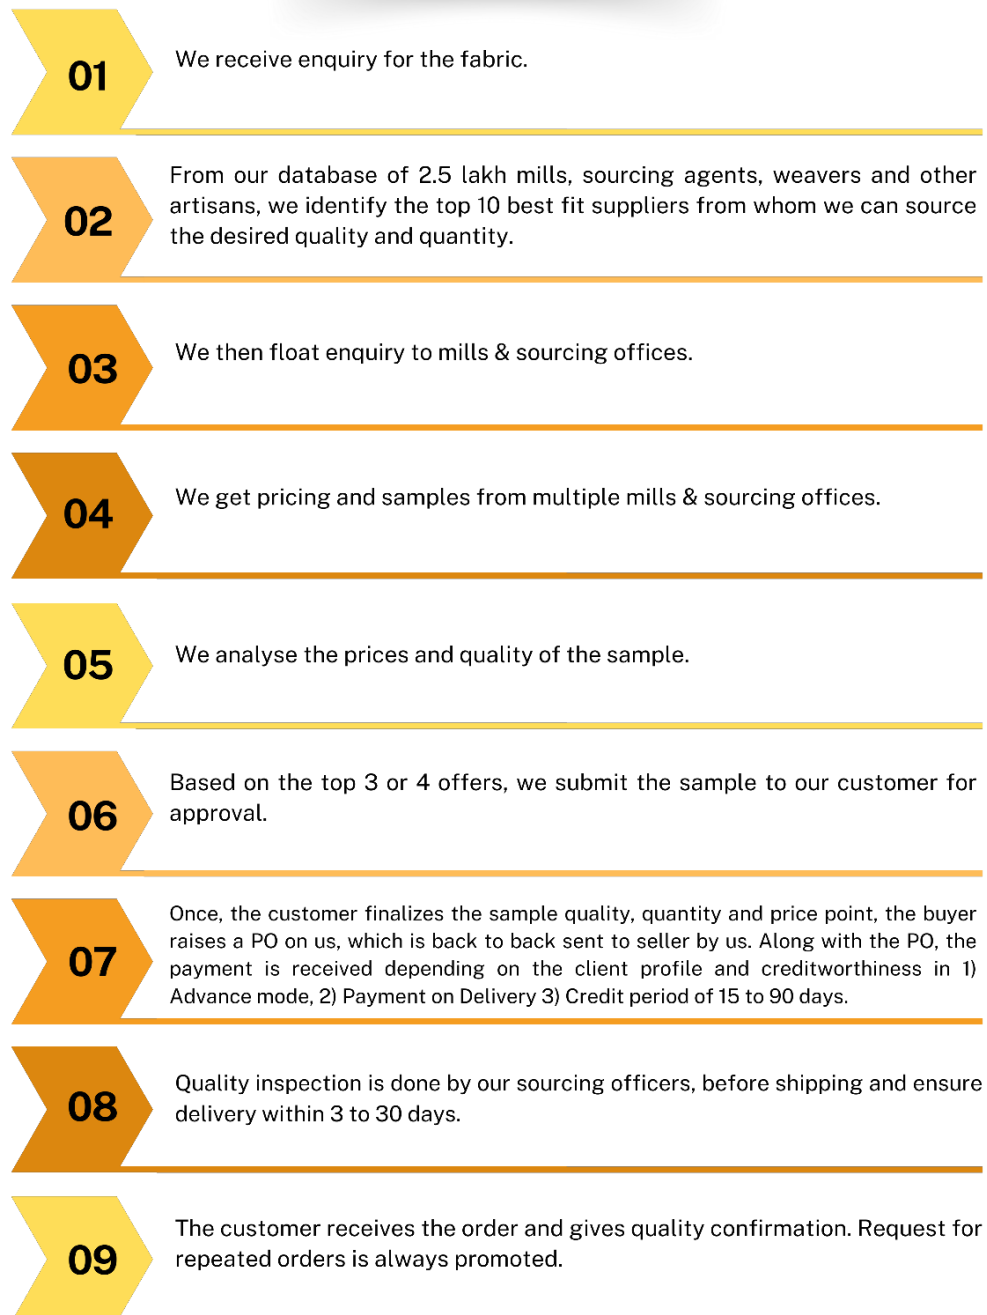 01
We receive enquiry for the fabric.
02
From our database of 2.5 lakh mills, sourcing agents, weavers and other
artisans, we identify the top 10 best fit suppliers from whom we can source
the desired quality and quantity.
03
We then float enquiry to mills & sourcing offices.
04
We get pricing and samples from multiple mills & sourcing offices.
05
We analyse the prices and quality of the sample.
06
Based on the top 3 or 4 offers, we submit the sample to our customer for
approval.
07
Once, the customer finalizes the sample quality, quantity and price point, the buyer
raises a PO on us, which is back to back sent to seller by us. Along with the PO, the
payment is received depending on the client profile and creditworthiness in 1)
Advance mode, 2) Payment on Delivery 3) Credit period of 15 to 90 days.
08
Quality inspection is done by our sourcing officers, before shipping and ensure
delivery within 3 to 30 days.
09
The customer receives the order and gives quality confirmation. Request for
repeated orders is always promoted.